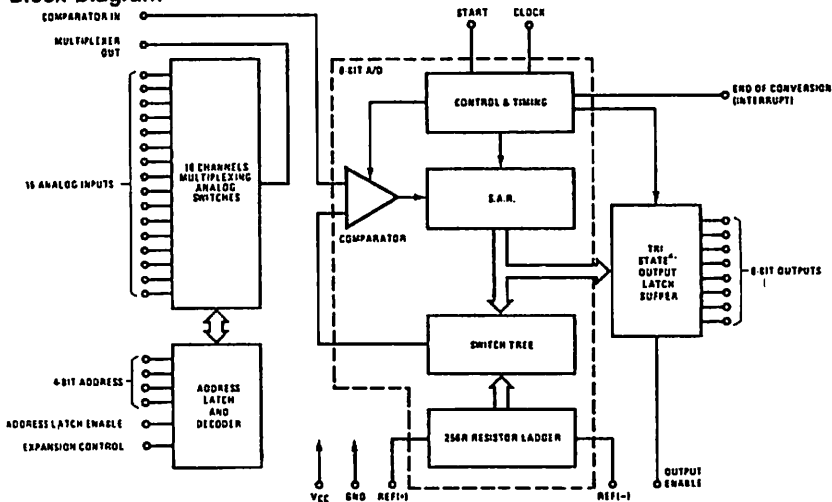 Block Diagram
COMPARATOR IN
MULTIPLEXER
OUT
START
CLOCK
8-BIT A/D
CONTROL & TIMING
END OF CONVERSION
(INTERRUPT)
16 ANALOG INPUTS
16 CHANNELS
MULTIPLEXING
ANALOG
SWITCHES
S.A.R.
COMPARATOR
TRI
STATE
OUTPUT
LATCH
BUFFER
8-BIT OUTPUTS
SWITCH TREE
4-BIT ADDRESS
ADDRESS
LATCH
AND
DECODER
ADDRESS LATCH ENABLE
EXPANSION CONTROL
256R RESISTOR LADDER
VCC
GND
REF(+)
REF(−)
OUTPUT
ENABLE